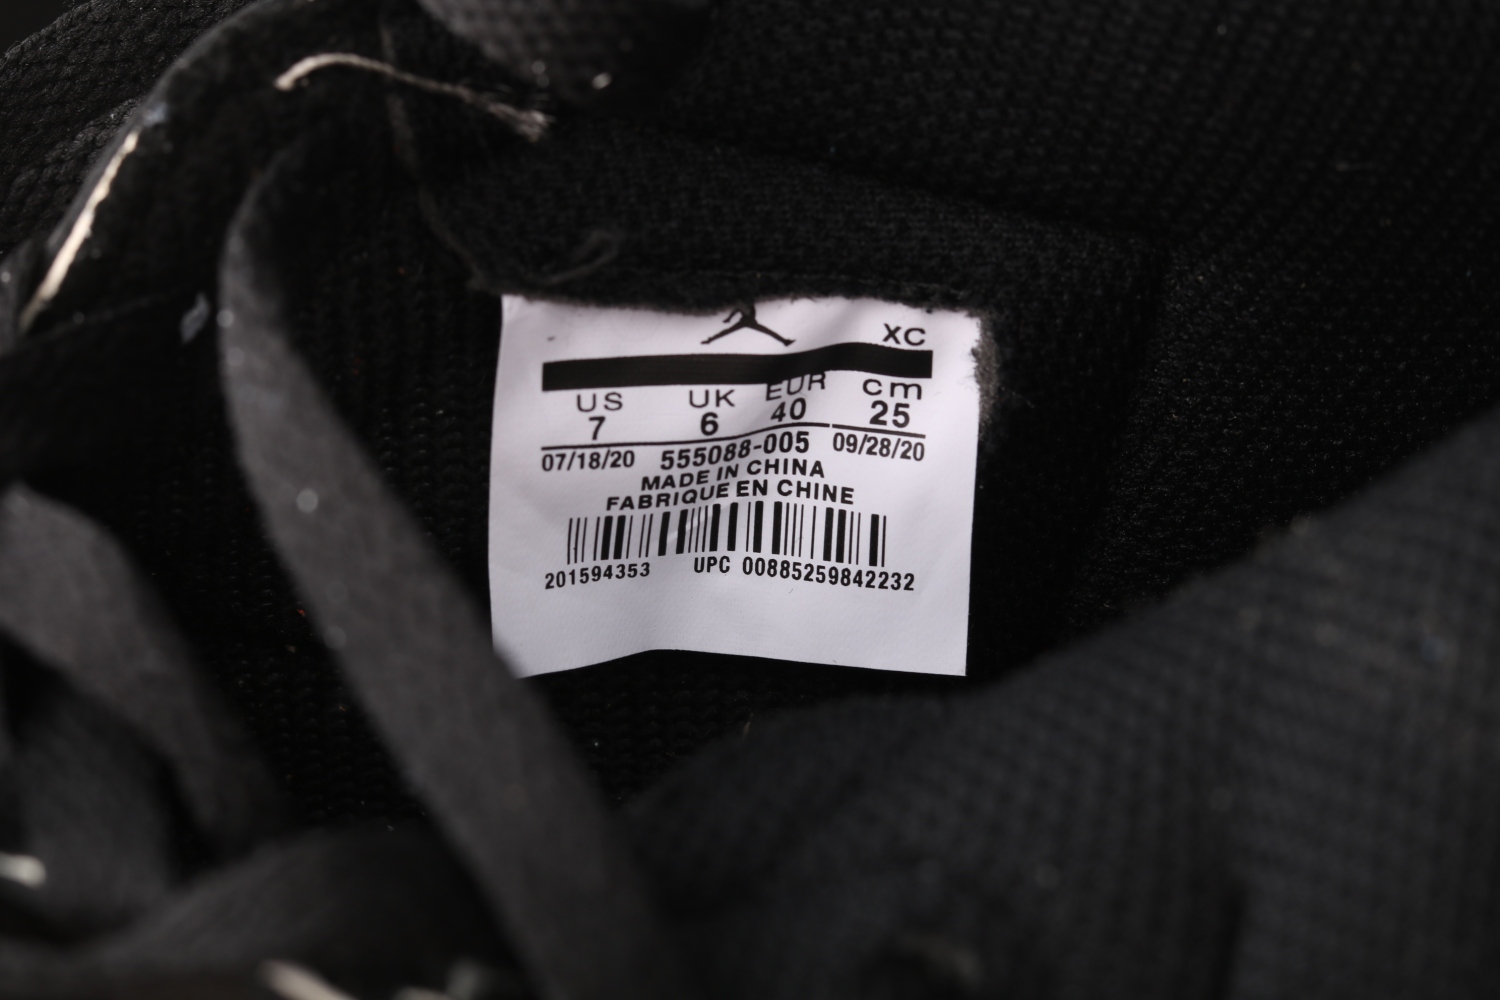 XC
US UK EUR cm
7 6 40 25
07/18/20 555088-005 09/28/20
MADE IN CHINA
FABRIQUE EN CHINE
201594353 UPC 00885259842232